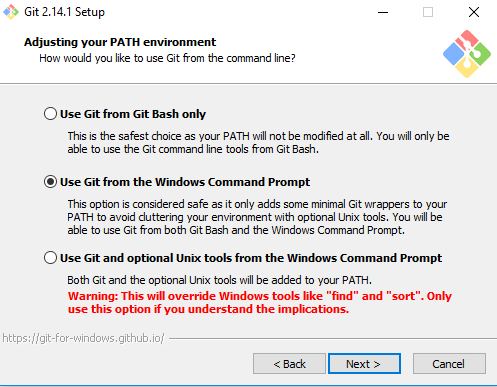 Git 2.14.1 Setup
Adjusting your PATH environment
How would you like to use Git from the command line?
Use Git from Git Bash only
This is the safest choice as your PATH will not be modified at all. You will only be
able to use the Git command line tools from Git Bash.
Use Git from the Windows Command Prompt
This option is considered safe as it only adds some minimal Git wrappers to your
PATH to avoid cluttering your environment with optional Unix tools. You will be
able to use Git from both Git Bash and the Windows Command Prompt.
Use Git and optional Unix tools from the Windows Command Prompt
Both Git and the optional Unix tools will be added to your PATH.
Warning: This will override Windows tools like "find" and "sort". Only
use this option if you understand the implications.
https://git-for-windows.github.io/
< Back
Next >
Cancel